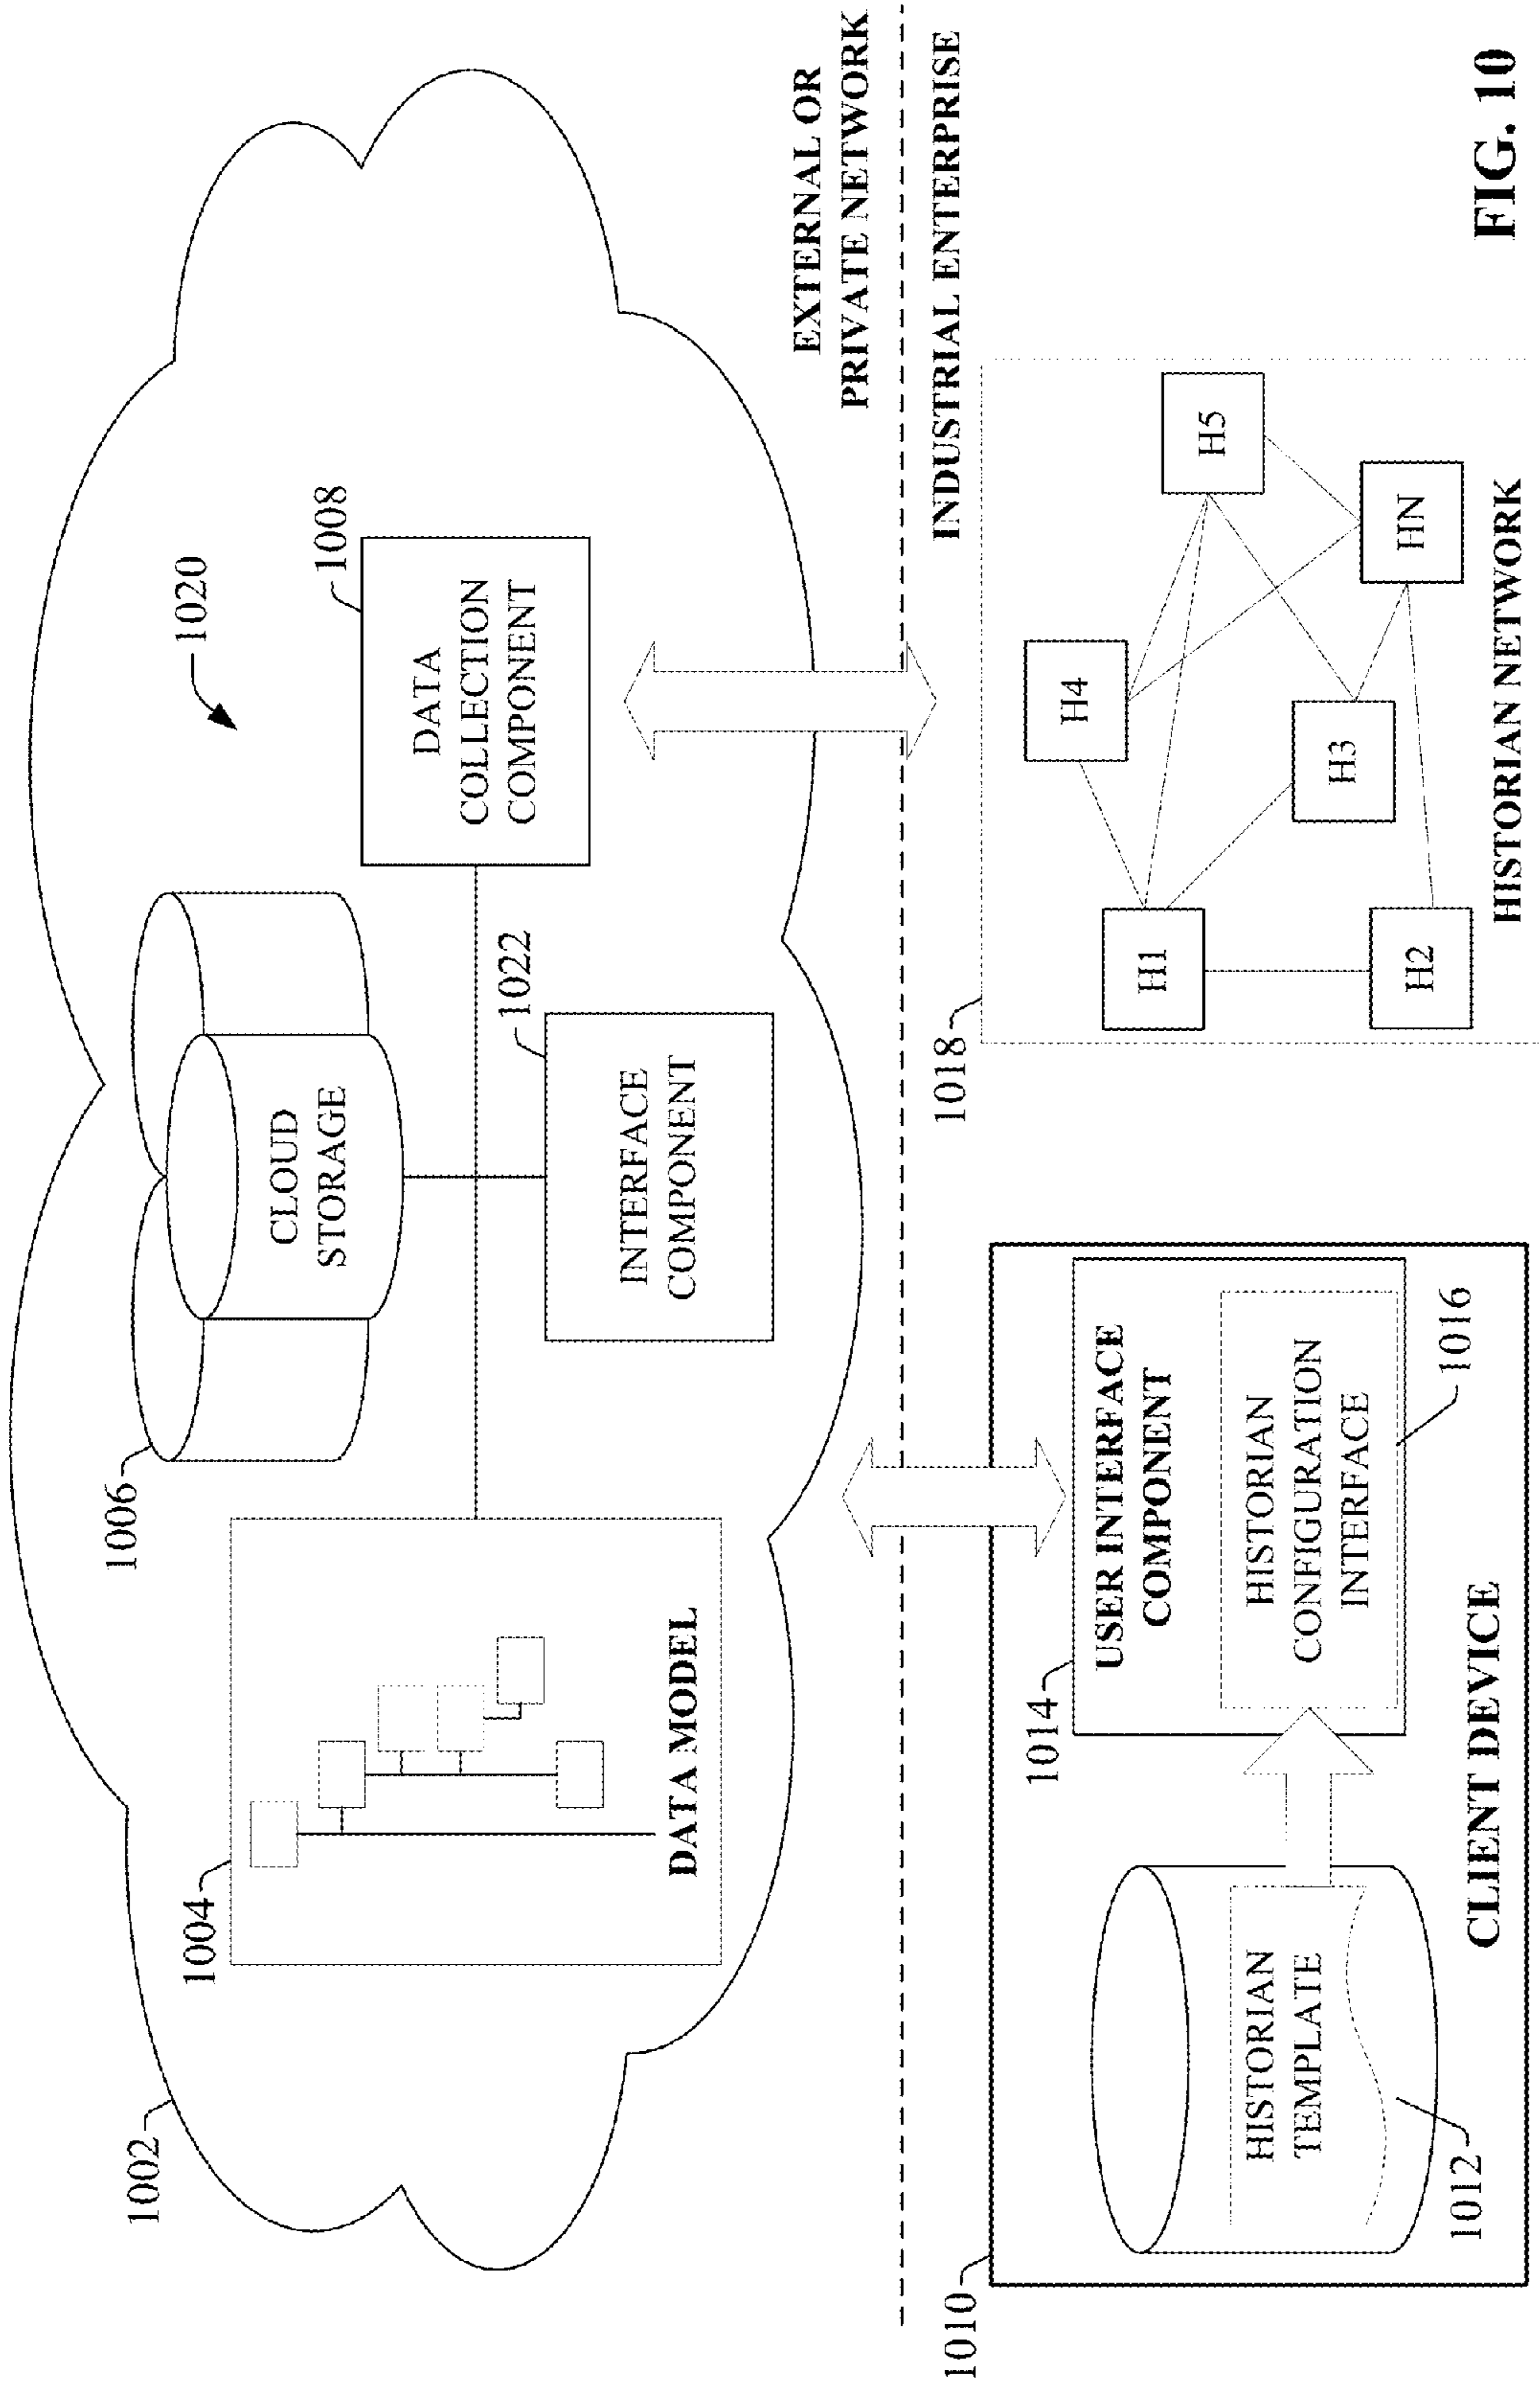 1002
1004
DATA MODEL
1006
CLOUD
STORAGE
1020
1008
DATA
COLLECTION
COMPONENT
1022
INTERFACE
COMPONENT
EXTERNAL OR
PRIVATE NETWORK
INDUSTRIAL ENTERPRISE
1010
HISTORIAN
TEMPLATE
1012
1014
USER INTERFACE
COMPONENT
HISTORIAN
CONFIGURATION
INTERFACE
1016
CLIENT DEVICE
1018
H1
H2
H3
H4
H5
HN
HISTORIAN NETWORK
FIG. 10